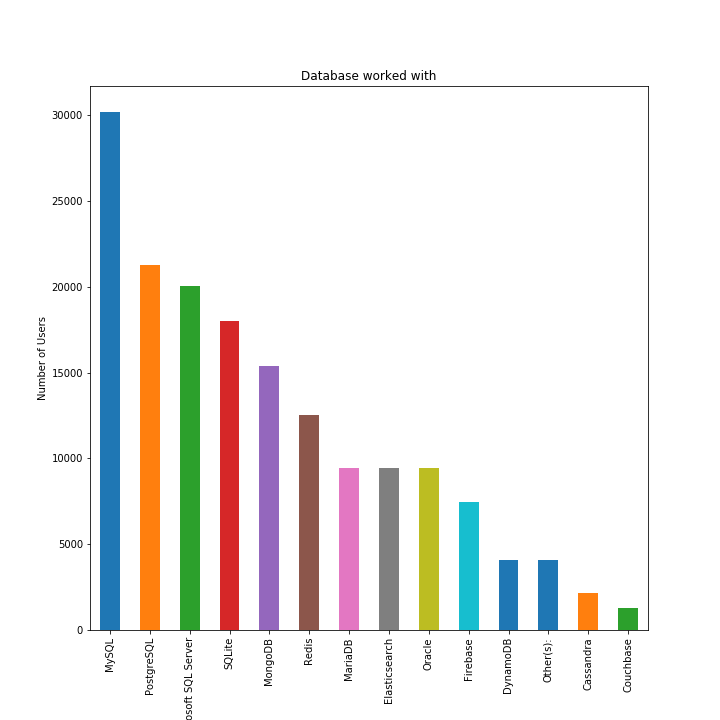 Database worked with
30000
25000
20000
15000
10000
5000
0
Number of Users
MySQL
PostgreSQL
osoft SQL Server
SQLite
MongoDB
Redis
MariaDB
Elasticsearch
Oracle
Firebase
DynamoDB
Other(s):
Cassandra
Couchbase